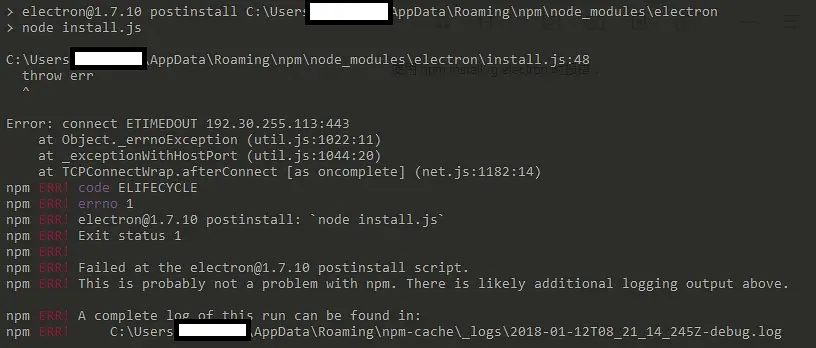 > electron@1.7.10 postinstall C:\Users\AppData\Roaming\npm\node_modules\electron
> node install.js
C:\Users\AppData\Roaming\npm\node_modules\electron\install.js:48
throw err
^
Error: connect ETIMEDOUT 192.30.255.113:443
at Object._errnoException (util.js:1022:11)
at _exceptionWithHostPort (util.js:1044:20)
at TCPConnectWrap.afterConnect [as oncomplete] (net.js:1182:14)
npm ERR! code ELIFECYCLE
npm ERR! errno 1
npm ERR! electron@1.7.10 postinstall: `node install.js`
npm ERR! Exit status 1
npm ERR!
npm ERR! Failed at the electron@1.7.10 postinstall script.
npm ERR! This is probably not a problem with npm. There is likely additional logging output above.
npm ERR! A complete log of this run can be found in:
npm ERR! C:\Users\AppData\Roaming\npm-cache\_logs\2018-01-12T08_21_14_245Z-debug.log